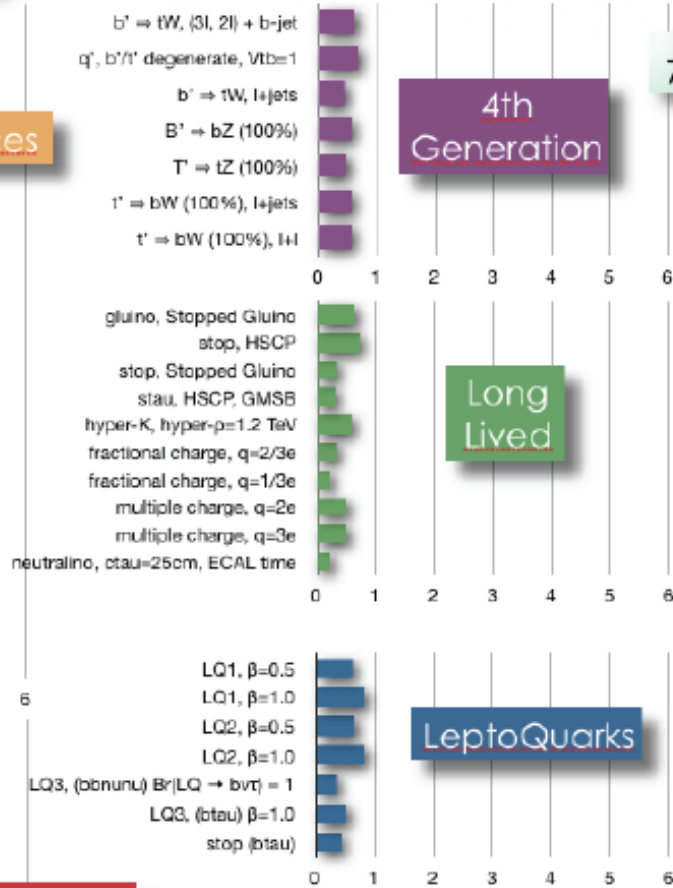 b' ⇒ tW, (3l, 2l) + b-jet
q', b'/t' degenerate, Vtb=1
b' ⇒ tW, l+jets
B' ⇒ bZ (100%)
T' ⇒ tZ (100%)
t' ⇒ bW (100%), l+jets
t' ⇒ bW (100%), l+l
0 1 2 3 4 5 6
4th
Generation
es
7
gluino, Stopped Gluino
stop, HSCP
stop, Stopped Gluino
stau, HSCP, GMSB
hyper-K, hyper-ρ=1.2 TeV
fractional charge, q=2/3e
fractional charge, q=1/3e
multiple charge, q=2e
multiple charge, q=3e
neutralino, ctau=25cm, ECAL time
0 1 2 3 4 5 6
Long
Lived
LQ1, β=0.5
LQ1, β=1.0
LQ2, β=0.5
LQ2, β=1.0
LQ3, (bbnunu) Br(LQ → bντ) = 1
LQ3, (btau) β=1.0
stop (btau)
0 1 2 3 4 5 6
LeptoQuarks
6